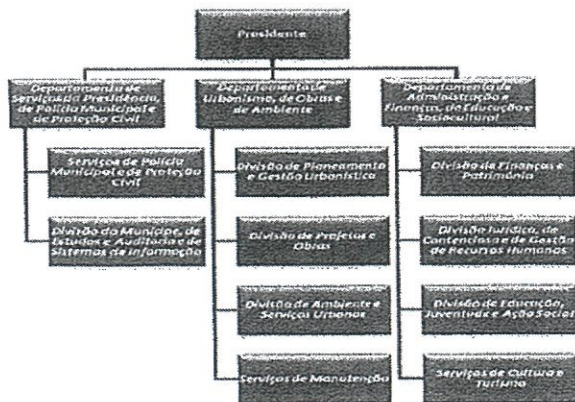 Presidente
Departamento de
Serviços da Presidência,
de Polícia Municipal e
de Proteção Civil
Serviços de Polícia
Municipal e de Proteção
Civil
Divisão do Munícipe, de
Estudos e Auditoria e de
Sistemas de Informação
Departamento de
Urbanismo, de Obras e
de Ambiente
Divisão de Planeamento
e Gestão Urbanística
Divisão de Projetos e
Obras
Divisão de Ambiente e
Serviços Urbanos
Serviços de Manutenção
Departamento de
Administração e
Finanças, de Educação e
Sociocultural
Divisão de Finanças e
Património
Divisão Jurídica, de
Contencioso e de Gestão
de Recursos Humanos
Divisão de Educação,
Juventude e Ação Social
Serviços de Cultura e
Turismo